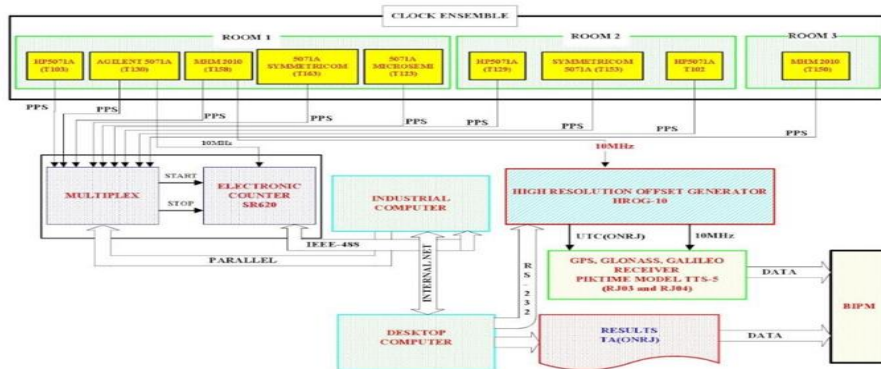 CLOCK ENSEMBLE
ROOM 1
ROOM 2
ROOM 3
HP5071A
(T103)
AGILENT 5071A
(T130)
MHM 2010
(T158)
5071A
SYMMETRICOM
(T163)
5071A
MICROSEMI
(T123)
HP5071A
(T129)
SYMMETRICOM
5071A (T153)
HP5071A
T102
MHM 2010
(T150)
PPS
PPS
PPS
PPS
PPS
PPS
PPS
PPS
PPS
10MHz
10MHz
MULTIPLEX
START
STOP
ELECTRONIC
COUNTER
SR620
INDUSTRIAL
COMPUTER
HIGH RESOLUTION OFFSET GENERATOR
HROG-10
IEEE-488
PARALLEL
INTERNAL NET
RS-232
UTC(ONRJ)
10MHz
GPS, GLONASS, GALILEO
RECEIVER
PIKTIME MODEL TTS-5
(RJ03 and RJ04)
DATA
BIPM
DESKTOP
COMPUTER
RESULTS
TA(ONRJ)
DATA